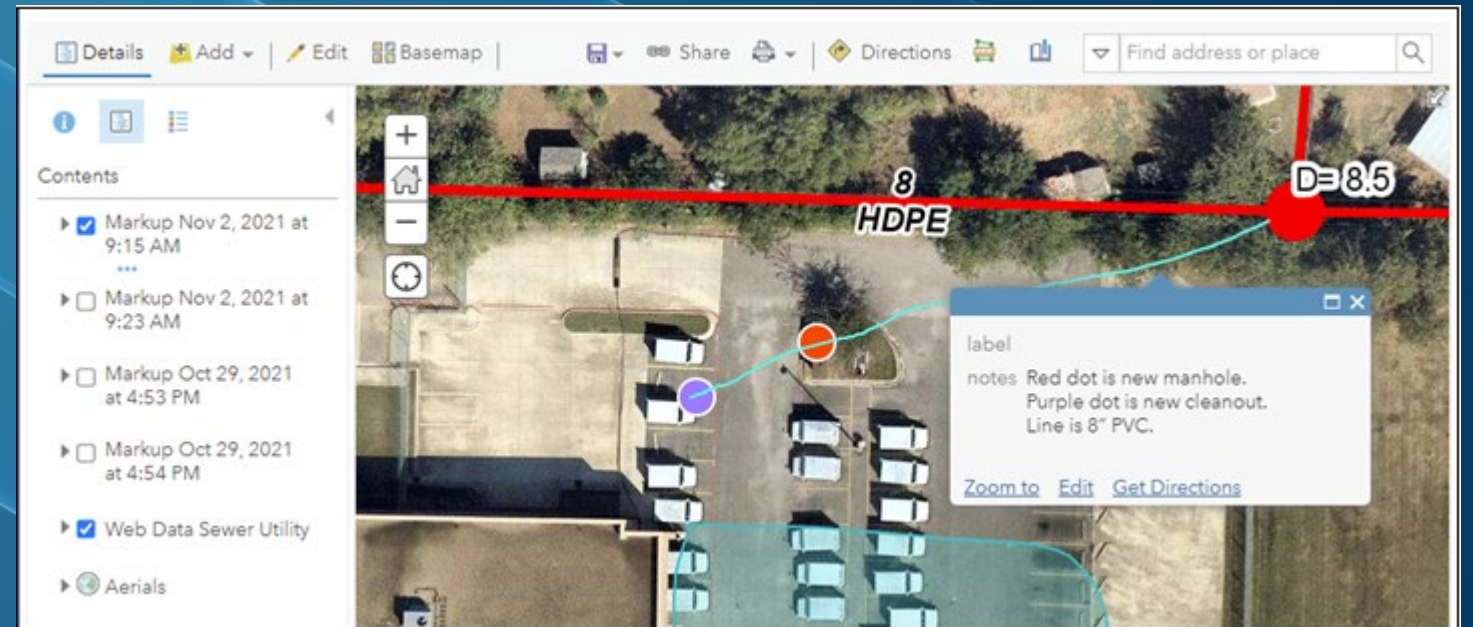 Details Add Edit Basemap Share Directions Find address or place
Contents
Markup Nov 2, 2021 at
9:15 AM
Markup Nov 2, 2021 at
9:23 AM
Markup Oct 29, 2021
at 4:53 PM
Markup Oct 29, 2021
at 4:54 PM
Web Data Sewer Utility
Aerials
8
HDPE
D= 8.5
label
notes Red dot is new manhole.
Purple dot is new cleanout.
Line is 8" PVC.
Zoom to Edit Get Directions